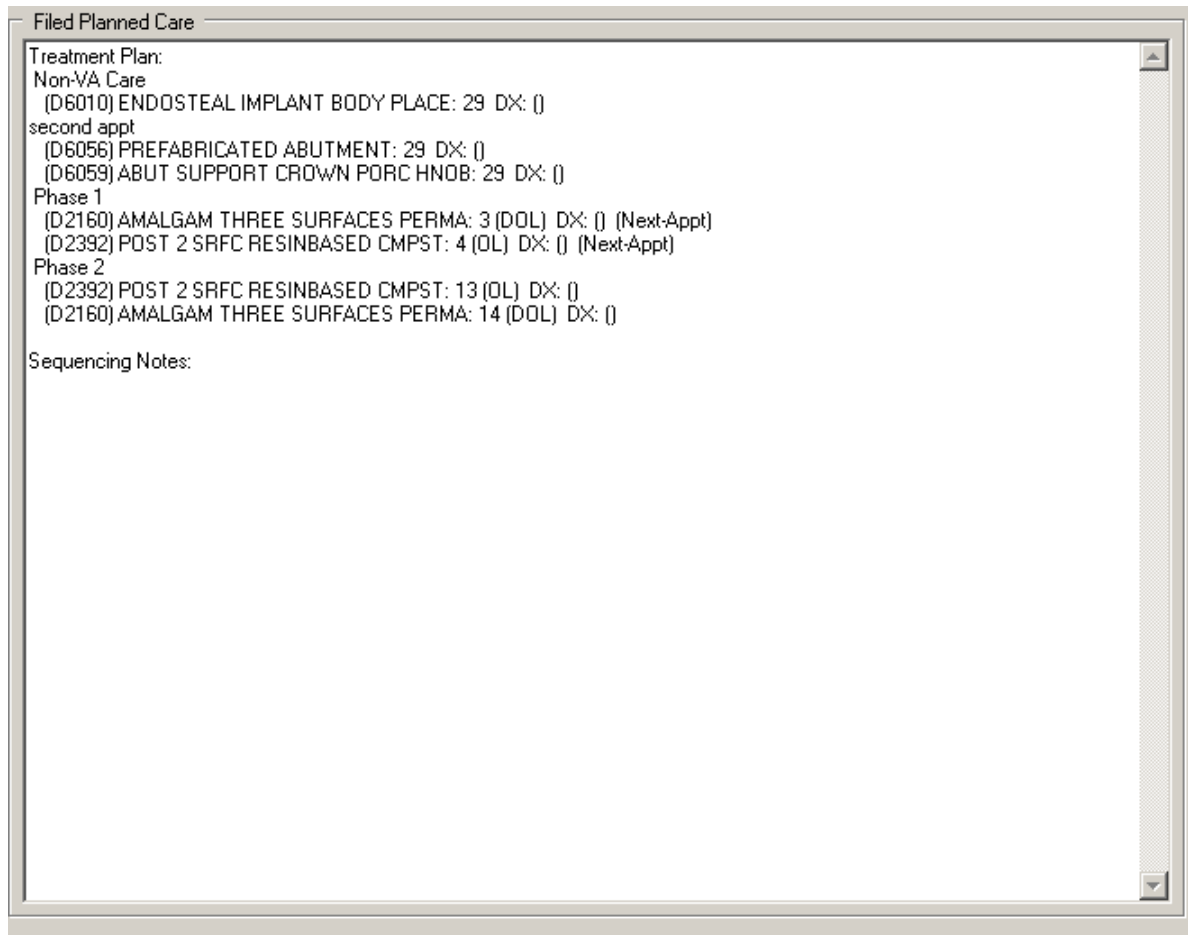 Filed Planned Care
Treatment Plan:
Non-VA Care
(D6010) ENDOSTEAL IMPLANT BODY PLACE: 29 DX: ()
second appt
(D6056) PREFABRICATED ABUTMENT: 29 DX: ()
(D6059) ABUT SUPPORT CROWN PORC HNOB: 29 DX: ()
Phase 1
(D2160) AMALGAM THREE SURFACES PERMA: 3 (DOL) DX: () (Next-Appt)
(D2392) POST 2 SRFC RESINBASED CMPST: 4 (OL) DX: () (Next-Appt)
Phase 2
(D2392) POST 2 SRFC RESINBASED CMPST: 13 (OL) DX: ()
(D2160) AMALGAM THREE SURFACES PERMA: 14 (DOL) DX: ()
Sequencing Notes: